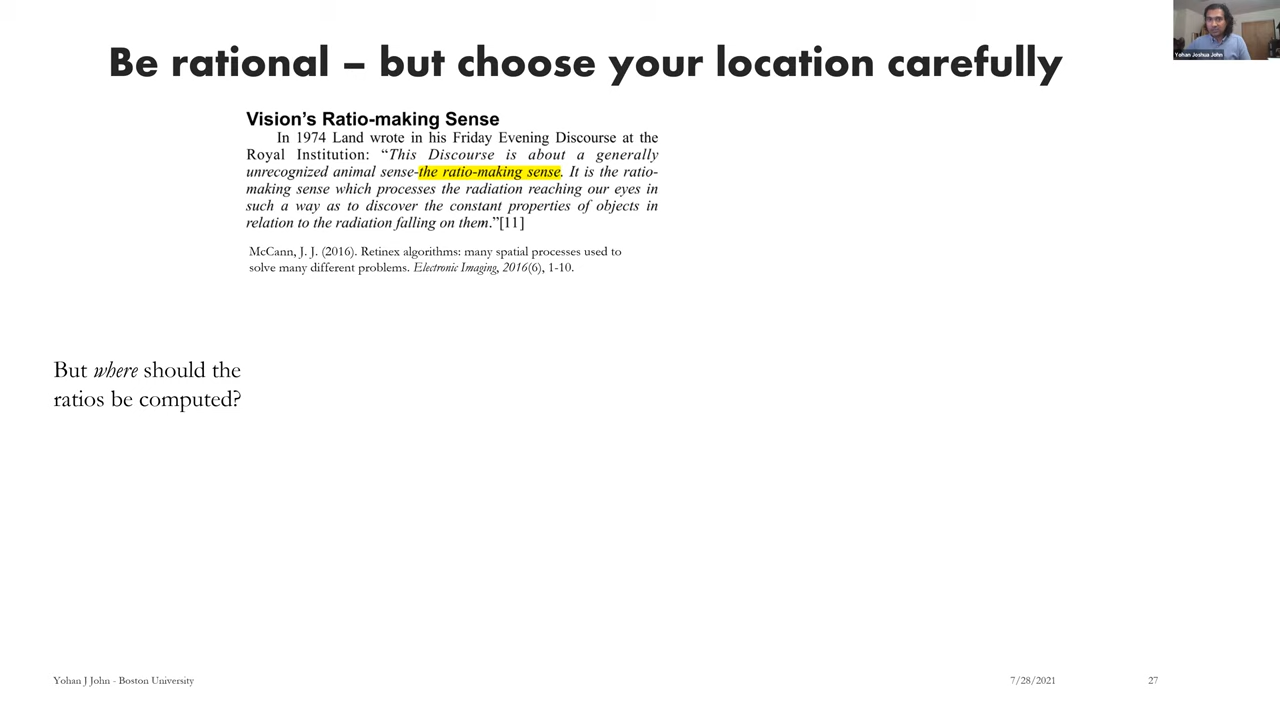 Be rational – but choose your location carefully
Yohan Joshua John
Vision's Ratio-making Sense
In 1974 Land wrote in his Friday Evening Discourse at the
Royal Institution: “This Discourse is about a generally
unrecognized animal sense-the ratio-making sense. It is the ratio-
making sense which processes the radiation reaching our eyes in
such a way as to discover the constant properties of objects in
relation to the radiation falling on them.”[11]
McCann, J. J. (2016). Retinex algorithms: many spatial processes used to
solve many different problems. Electronic Imaging, 2016(6), 1-10.
But where should the
ratios be computed?
Yohan J John - Boston University
7/28/2021
27